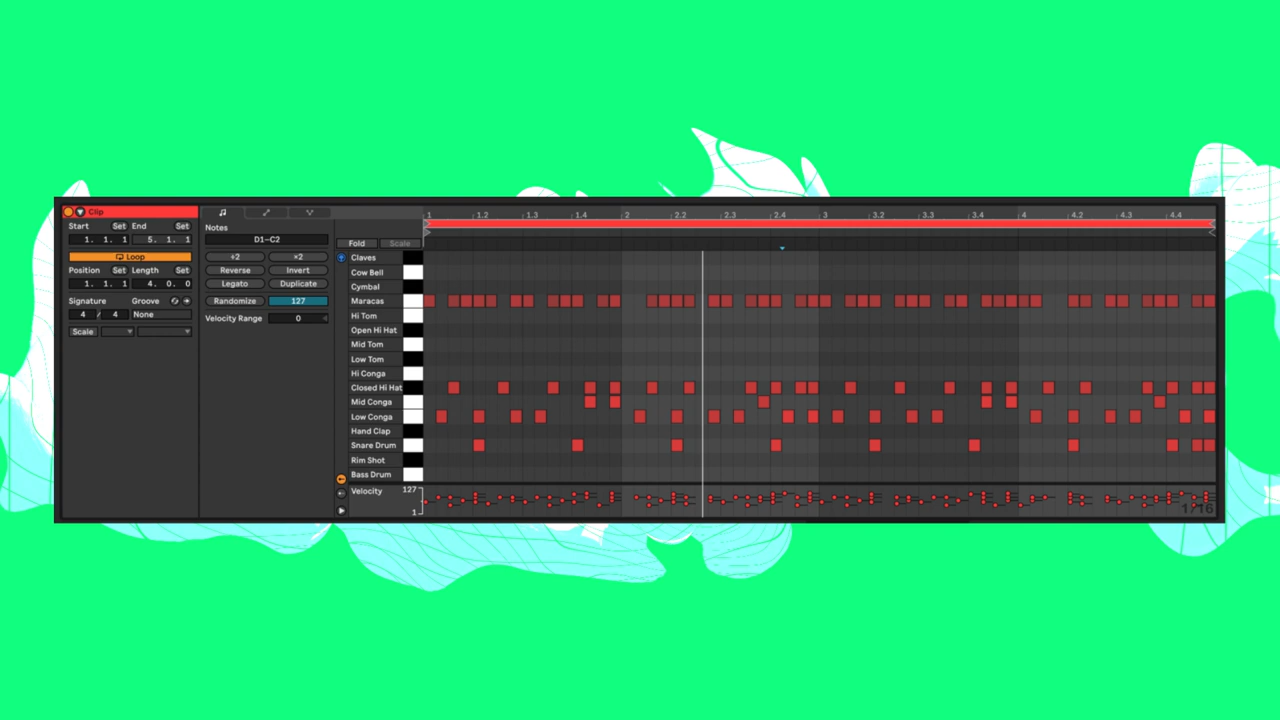 Clip
Start Set End Set
1. 1. 1 5. 1. 1
Loop
Position Set Length Set
1. 1. 1 4. 0. 0
Signature Groove
4 / 4 None
Scale
Notes
D1–C2
÷2 ×2
Reverse Invert
Legato Duplicate
Randomize 127
Velocity Range 0
1 1.2 1.3 1.4 2 2.2 2.3 2.4 3 3.2 3.3 3.4 4 4.2 4.3 4.4
Fold Scale
Claves
Cow Bell
Cymbal
Maracas
Hi Tom
Open Hi Hat
Mid Tom
Low Tom
Hi Conga
Closed Hi Hat
Mid Conga
Low Conga
Hand Clap
Snare Drum
Rim Shot
Bass Drum
Velocity 127
1
1/16